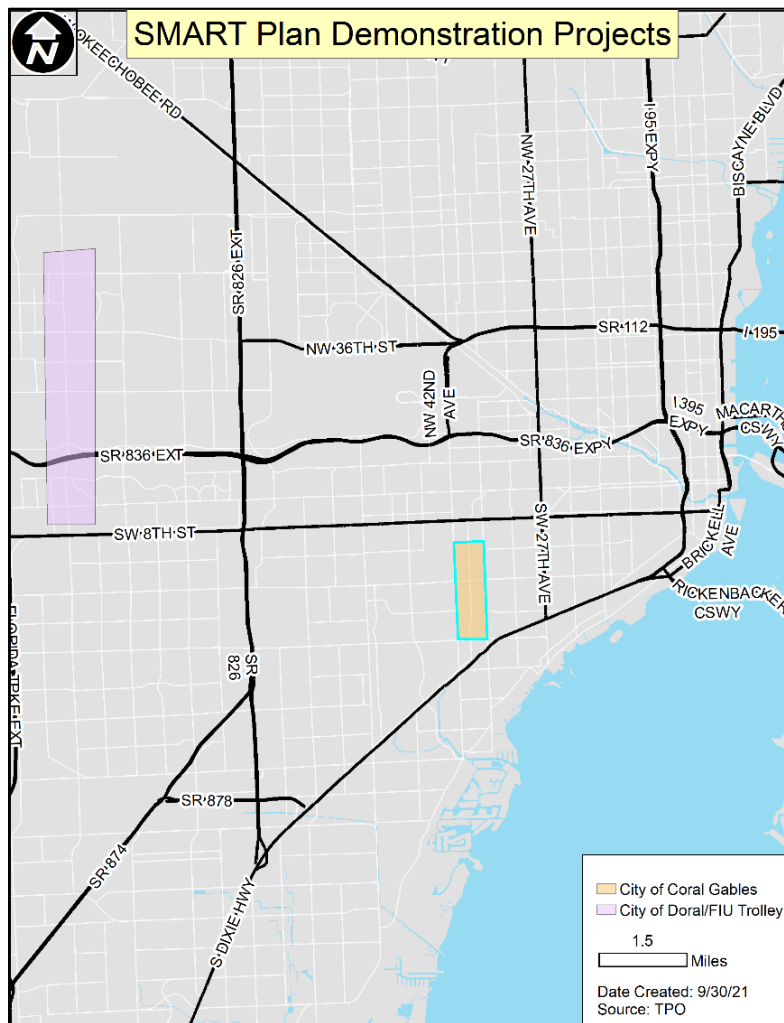 N
SMART Plan Demonstration Projects
OKEECHOBEE RD
SR 826 EXT
NW 27TH AVE
I 95 EXPY
BISCAYNE BLVD
NW 36TH ST
SR 112
I 195
NW 42ND
AVE
I 395
EXPY
MACARTH
CSWY
SR 836 EXT
SR 836 EXPY
SW 8TH ST
SW 27TH AVE
BRICKELL
AVE
RICKENBACKER
CSWY
FLORIDA TPKE EXT
SR
826
SR 878
SR 874
S DIXIE HWY
City of Coral Gables
City of Doral/FIU Trolley
1.5
Miles
Date Created: 9/30/21
Source: TPO